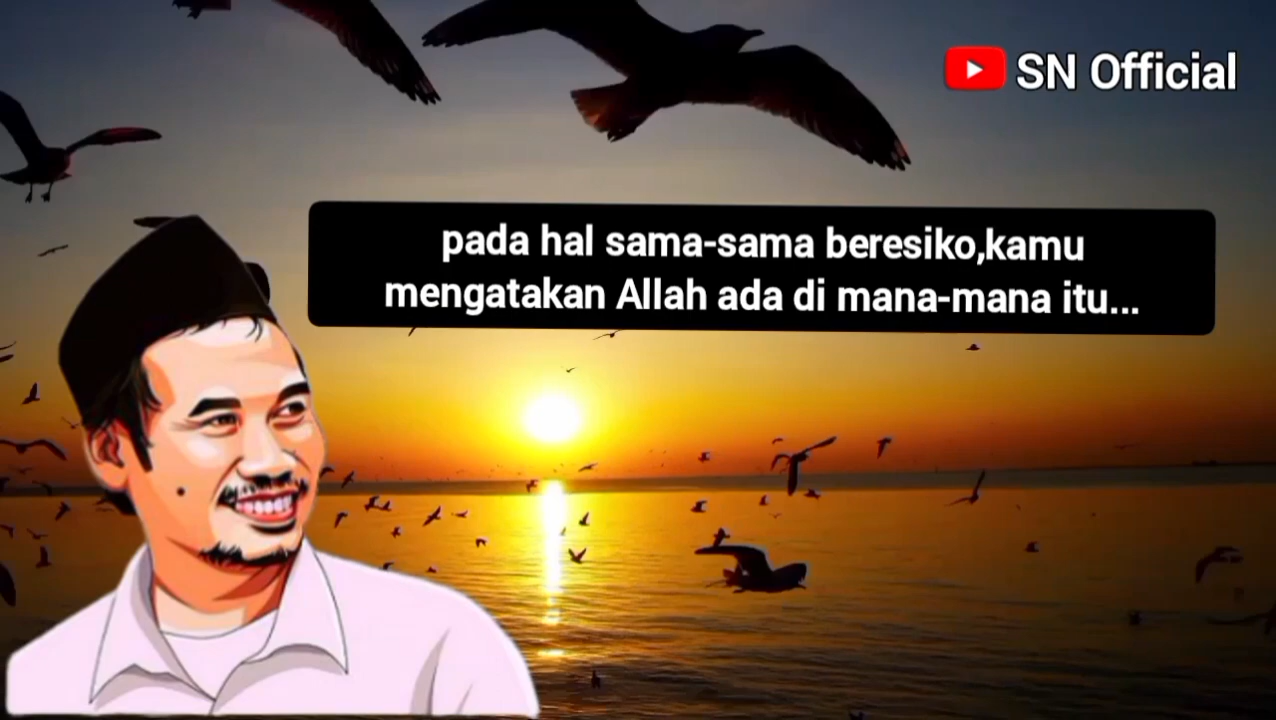 SN Official
pada hal sama-sama beresiko,kamu
mengatakan Allah ada di mana-mana itu...